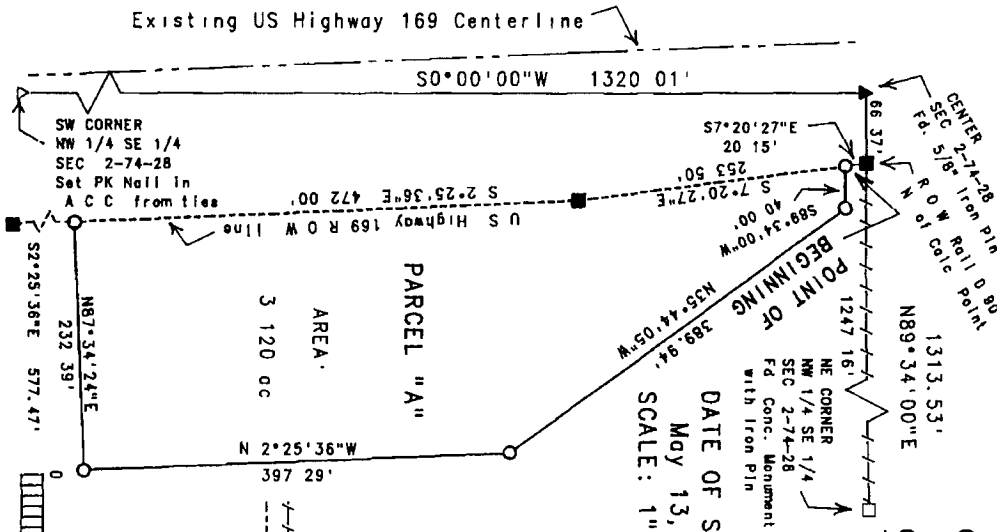 Existing US Highway 169 Centerline
S0°00'00"W 1320 01'
SW CORNER
NW 1/4 SE 1/4
SEC 2-74-28
Set PK Nail in
A C C from ties
CENTER
SEC 2-74-28
Fd. 5/8" Iron Pin
R O W Rail 0 80
N of Calc Point
66 37'
S7°20'27"E
20 15'
253 50'
S 7°20'27"E
S 2°25'36"E 472 00'
U S Highway 169 R O W line
40 00'
S89°34'00"W
POINT OF
BEGINNING
N35°44'05"W
389.94'
1247 16'
1313.53'
N89°34'00"E
NE CORNER
NW 1/4 SE 1/4
SEC 2-74-28
Fd Conc. Monument
with Iron Pin
S2°25'36"E 577.47'
N87°34'24"E
232 39'
PARCEL "A"
AREA·
3 120 ac
N 2°25'36"W
397 29'
DATE OF S
May 13,
SCALE: 1"
0